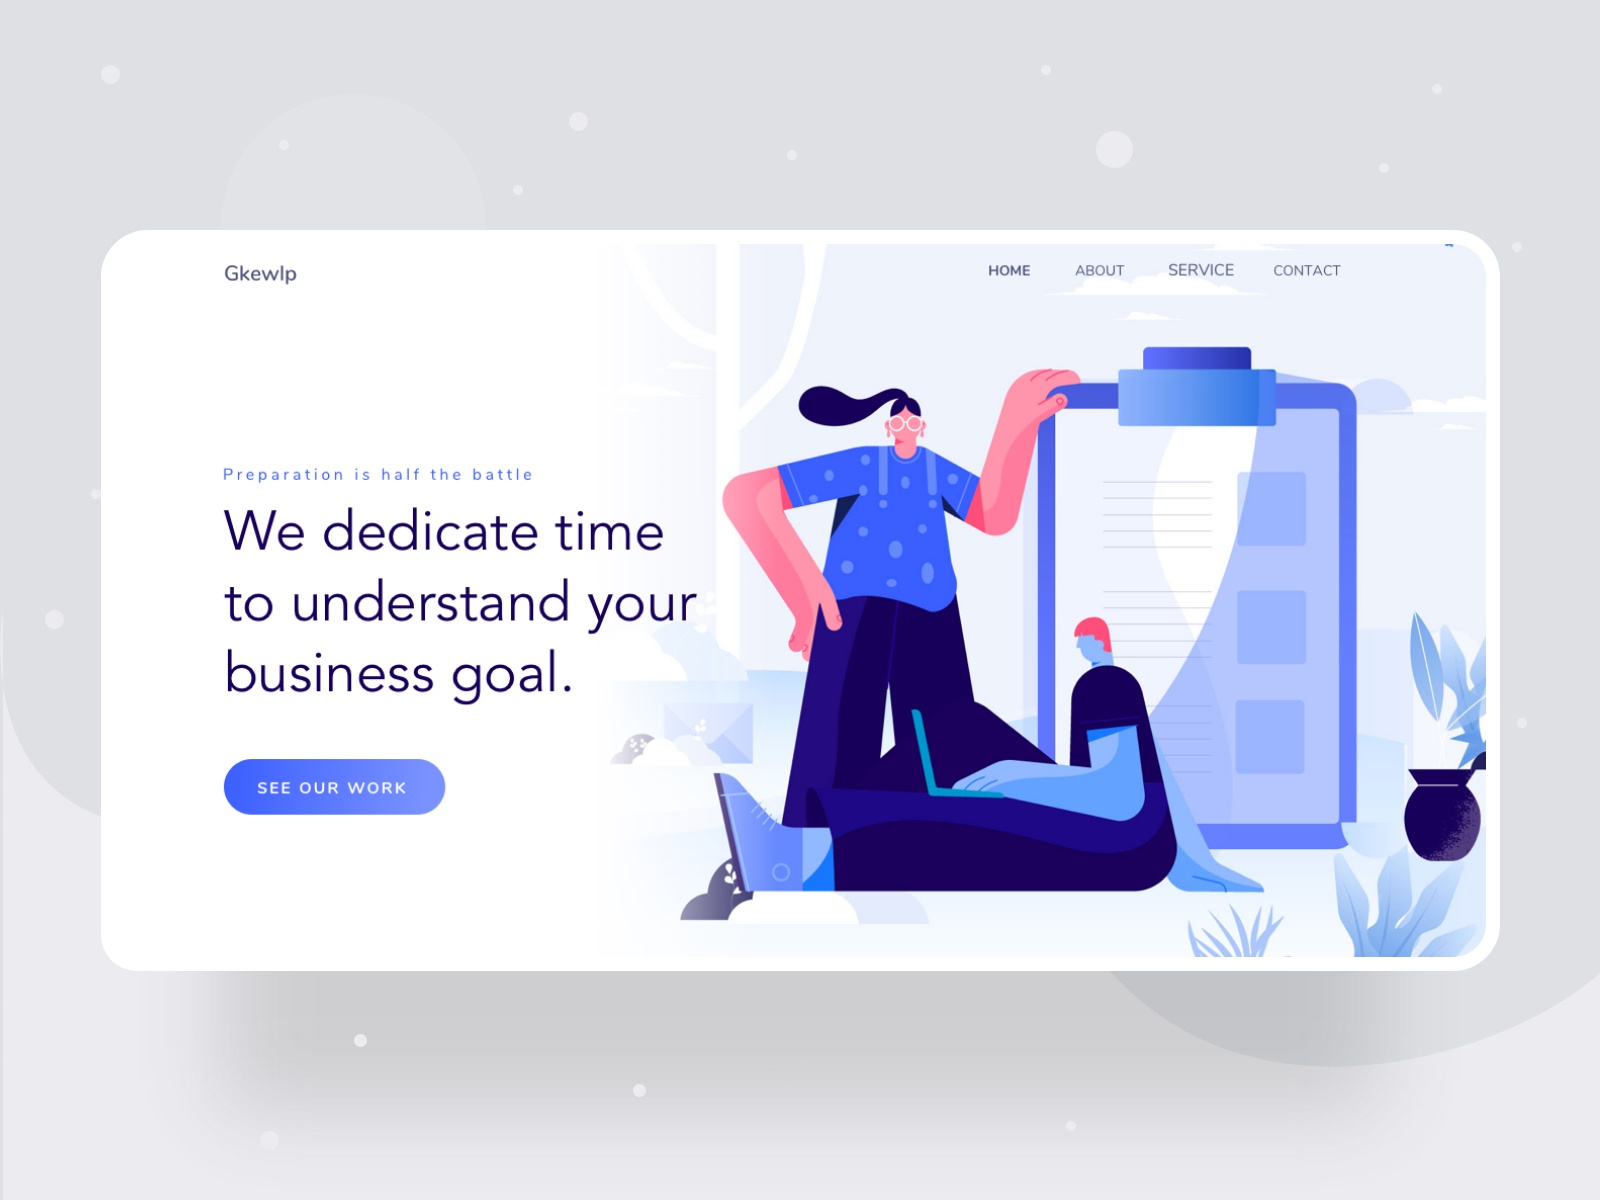 Gkewlp
HOME ABOUT SERVICE CONTACT
Preparation is half the battle
We dedicate time
to understand your
business goal.
SEE OUR WORK